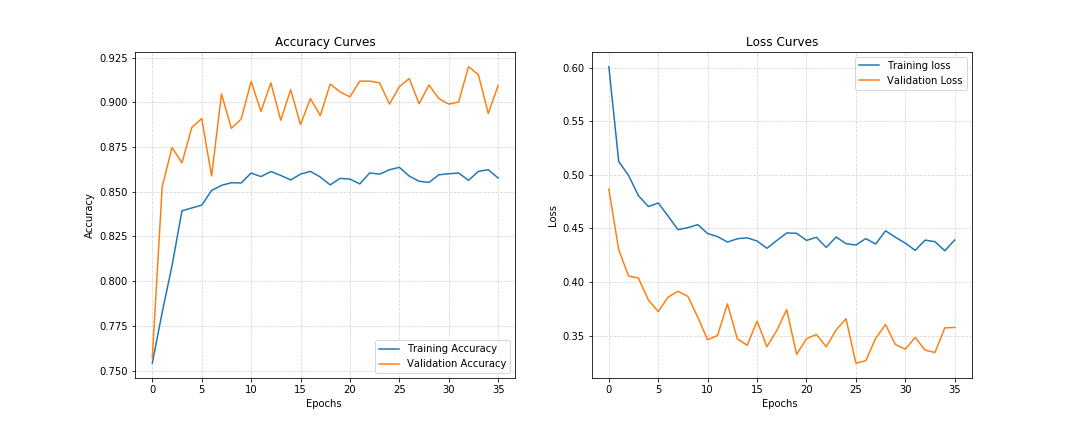 Accuracy Curves
Accuracy
0.925
0.900
0.875
0.850
0.825
0.800
0.775
0.750
0 5 10 15 20 25 30 35
Epochs
Training Accuracy
Validation Accuracy
Loss Curves
Loss
0.60
0.55
0.50
0.45
0.40
0.35
0 5 10 15 20 25 30 35
Epochs
Training loss
Validation Loss